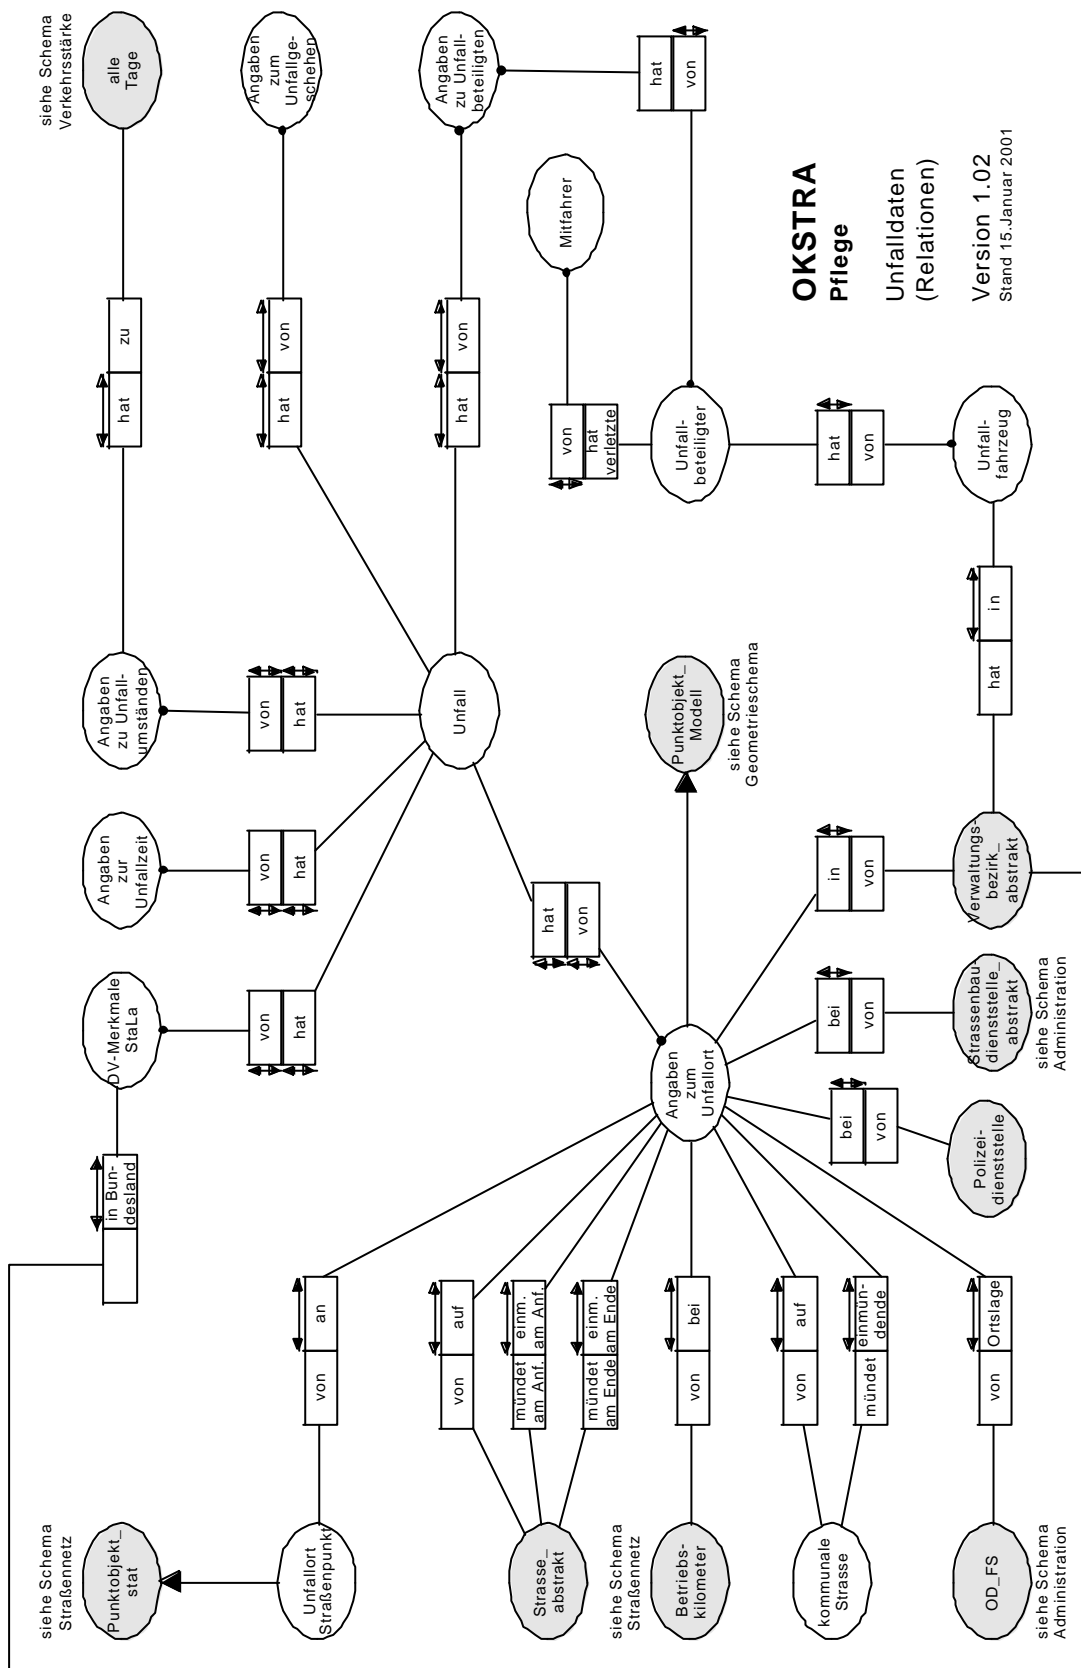 siehe Schema
Verkehrsstärke
alle
Tage
zu
hat
Angaben
zu Unfall-
umständen
Angaben
zur
Unfallzeit
DV-Merkmale
StaLa
in Bun-
desland
siehe Schema
Straßennetz
Punktobjekt_
stat
Angaben
zum
Unfallge-
schehen
von
hat
von
hat
von
hat
von
hat
an
von
Unfallort
Straßenpunkt
Angaben
zu Unfall-
beteiligten
von
hat
Unfall
auf
von
einm.
am Anf.
mündet
am Anf.
einm.
am Ende
mündet
am Ende
Strasse_
abstrakt
Mitfahrer
von
hat
verletzte
hat
von
hat
von
Unfall-
beteiligter
Punktobjekt_
Modell
siehe Schema
Geometrieschema
Angaben
zum
Unfallort
bei
von
Betriebs-
kilometer
siehe Schema
Straßennetz
OKSTRA
Pflege
Unfalldaten
(Relationen)
Version 1.02
Stand 15.Januar 2001
hat
von
in
von
bei
von
bei
von
auf
von
einmün-
dende
mündet
kommunale
Strasse
Unfall-
fahrzeug
in
hat
Verwaltungs-
bezirk_
abstrakt
Strassenbau-
dienststelle_
abstrakt
siehe Schema
Administration
Polizei-
dienststelle
Ortslage
von
OD_FS
siehe Schema
Administration